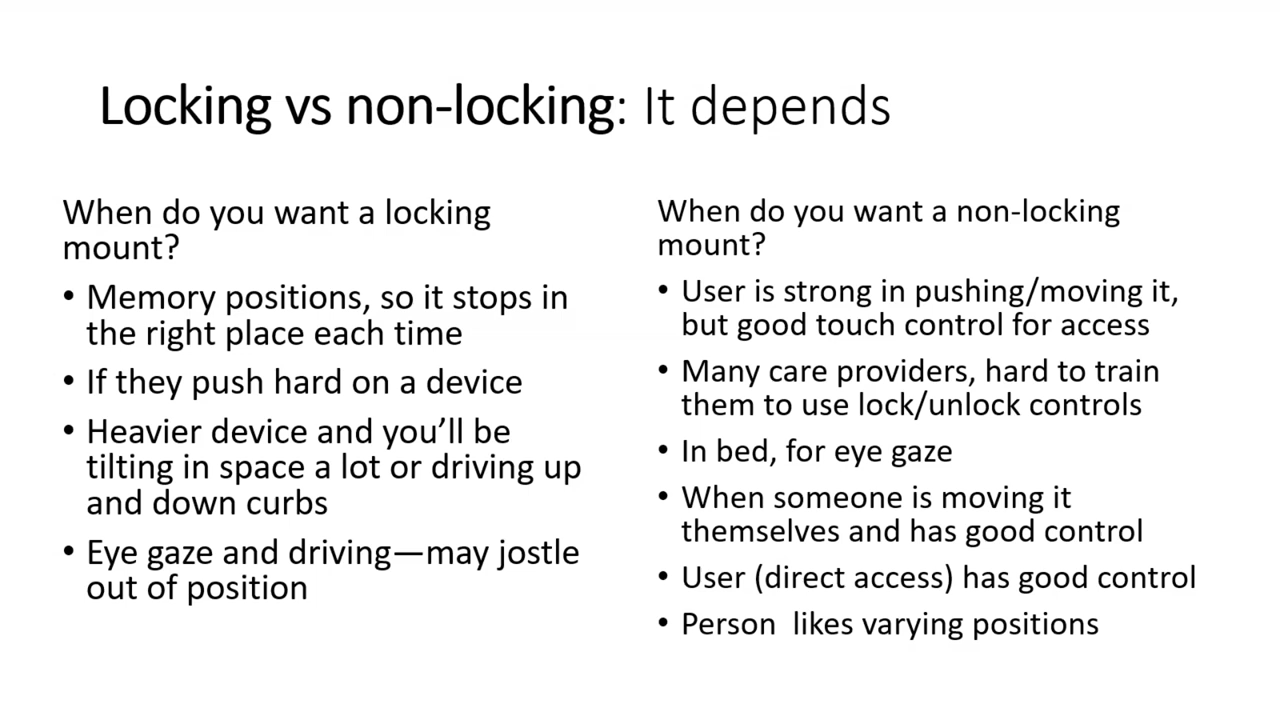 Locking vs non-locking: It depends
When do you want a locking
mount?
• Memory positions, so it stops in
the right place each time
• If they push hard on a device
• Heavier device and you’ll be
tilting in space a lot or driving up
and down curbs
• Eye gaze and driving—may jostle
out of position
When do you want a non-locking
mount?
• User is strong in pushing/moving it,
but good touch control for access
• Many care providers, hard to train
them to use lock/unlock controls
• In bed, for eye gaze
• When someone is moving it
themselves and has good control
• User (direct access) has good control
• Person  likes varying positions